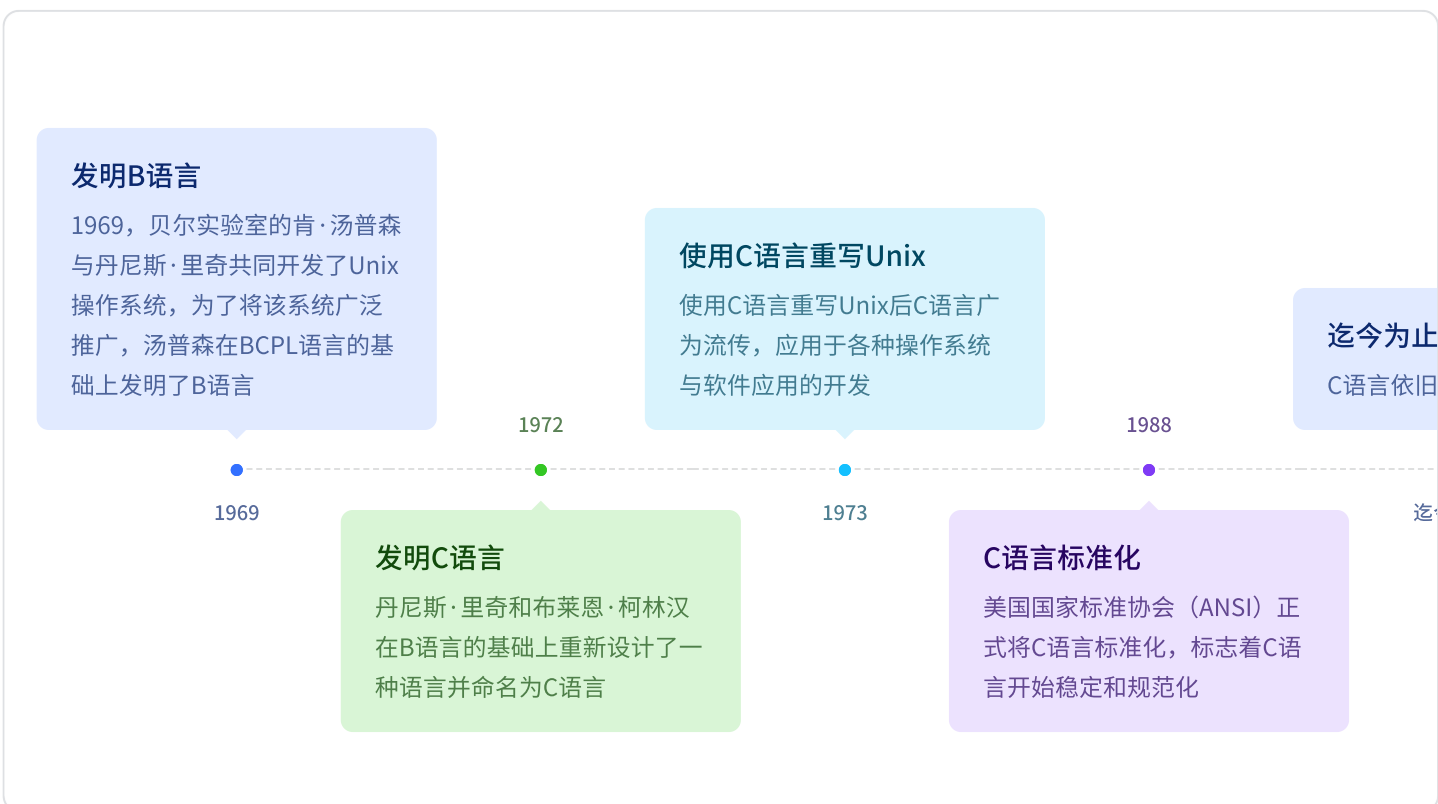 发明B语言
1969，贝尔实验室的肯·汤普森
与丹尼斯·里奇共同开发了Unix
操作系统，为了将该系统广泛
推广，汤普森在BCPL语言的基
础上发明了B语言
1969
1972
发明C语言
丹尼斯·里奇和布莱恩·柯林汉
在B语言的基础上重新设计了一
种语言并命名为C语言
使用C语言重写Unix
使用C语言重写Unix后C语言广
为流传，应用于各种操作系统
与软件应用的开发
1973
1988
C语言标准化
美国国家标准协会（ANSI）正
式将C语言标准化，标志着C语
言开始稳定和规范化
迄今为止
C语言依旧
迄